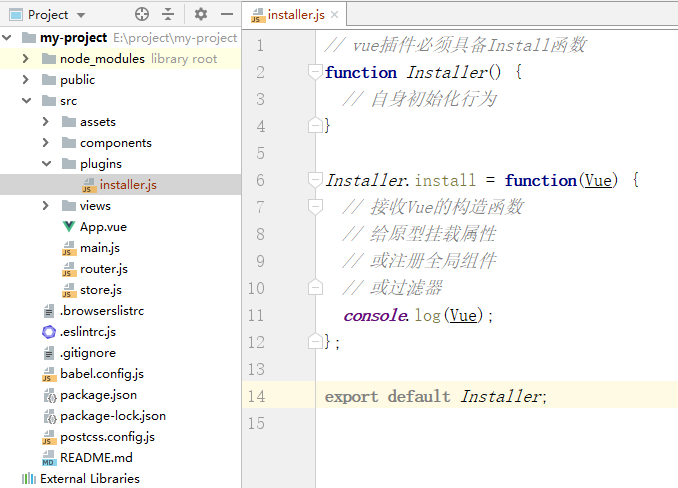 Project
my-project E:\project\my-project
node_modules library root
public
src
assets
components
plugins
installer.js
views
App.vue
main.js
router.js
store.js
.browserslistrc
.eslintrc.js
.gitignore
babel.config.js
package.json
package-lock.json
postcss.config.js
README.md
External Libraries
installer.js
1 // vue插件必须具备Install函数
2 function Installer() {
3 // 自身初始化行为
4 }
5
6 Installer.install = function(Vue) {
7 // 接收Vue的构造函数
8 // 给原型挂载属性
9 // 或注册全局组件
10 // 或过滤器
11 console.log(Vue);
12 };
13
14 export default Installer;
15